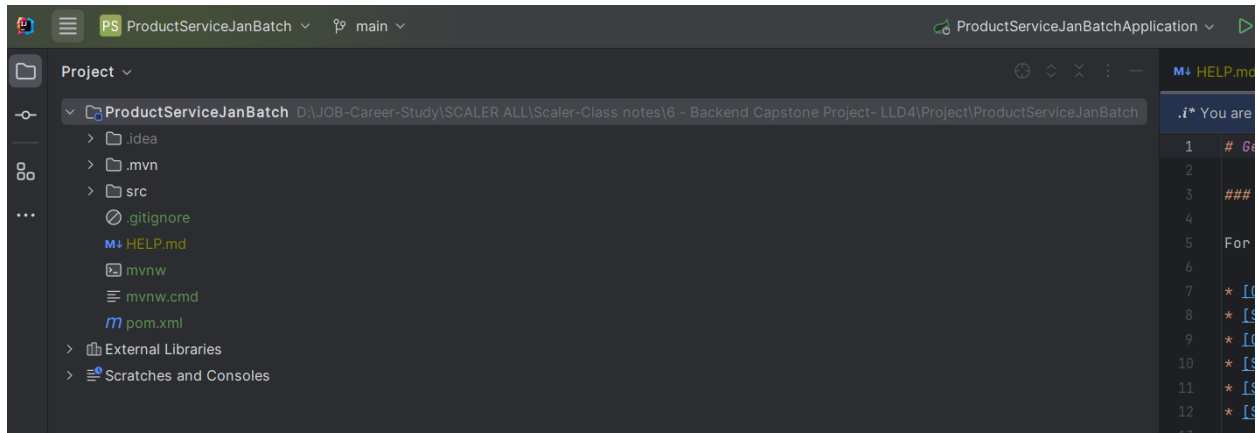 PS ProductServiceJanBatch main ProductServiceJanBatchApplication
Project
ProductServiceJanBatch D:\JOB-Career-Study\SCALER ALL\Scaler-Class notes\6 - Backend Capstone Project- LLD4\Project\ProductServiceJanBatch
.idea
.mvn
src
.gitignore
M↓ HELP.md
mvnw
mvnw.cmd
m pom.xml
External Libraries
Scratches and Consoles
M↓ HELP.md
.i* You are
1 # Ge
2
3 ###
4
5 For
6
7 * [
8 * [S
9 * [
10 * [S
11 * [S
12 * [S